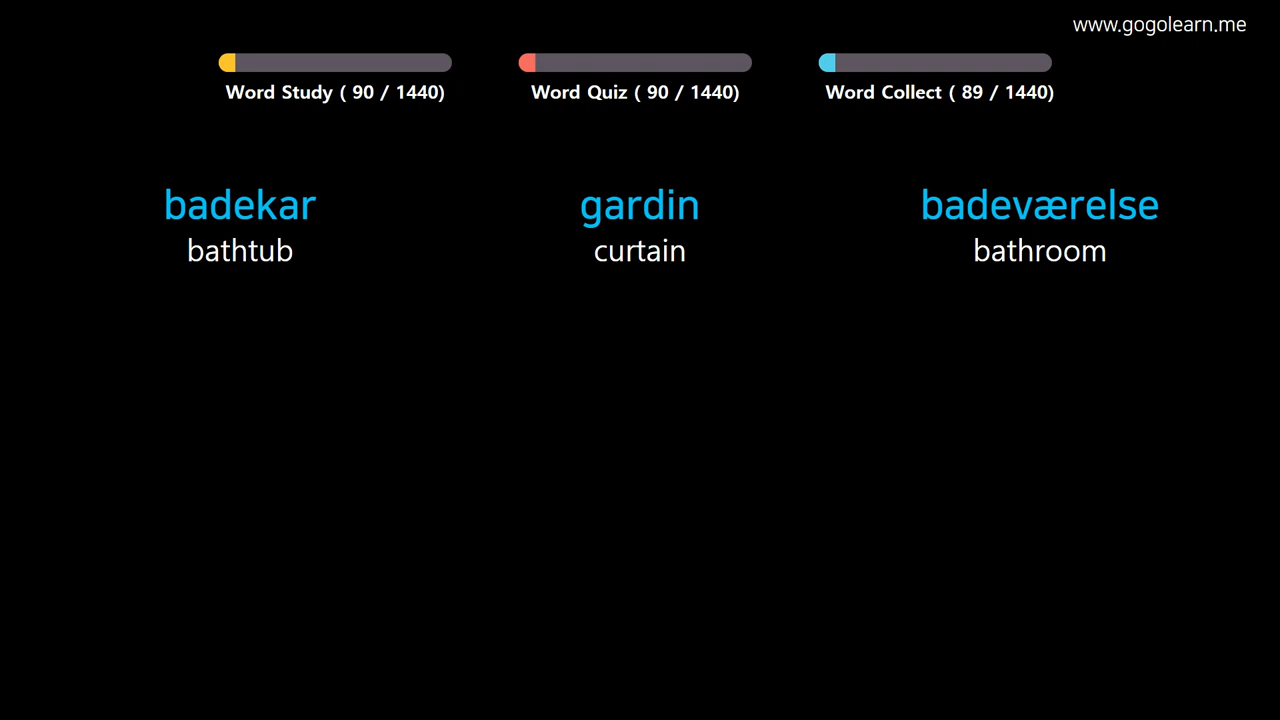 www.gogolearn.me
Word Study ( 90 / 1440)
Word Quiz ( 90 / 1440)
Word Collect ( 89 / 1440)
badekar
bathtub
gardin
curtain
badeværelse
bathroom